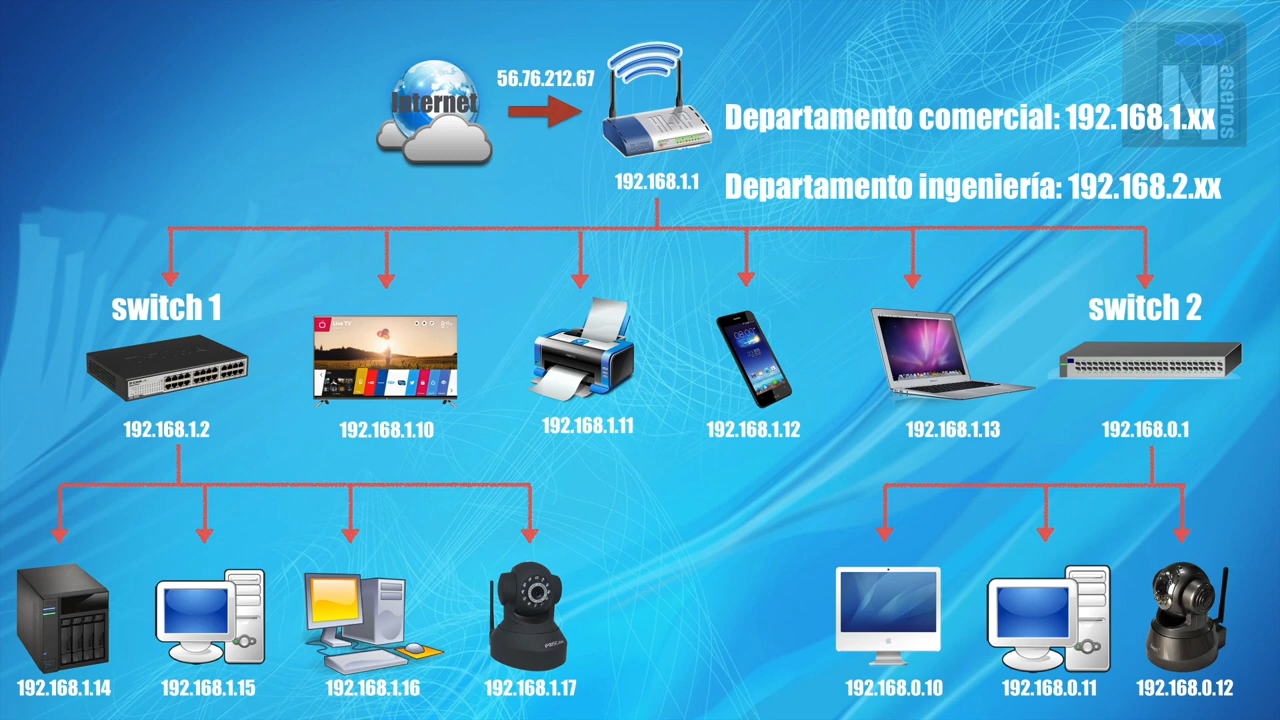 Internet
56.76.212.67
192.168.1.1
Departamento comercial: 192.168.1.xx
Departamento ingeniería: 192.168.2.xx
N
aseros
switch 1
switch 2
Live TV
192.168.1.2
192.168.1.10
192.168.1.11
192.168.1.12
192.168.1.13
192.168.0.1
192.168.1.14
192.168.1.15
192.168.1.16
192.168.1.17
192.168.0.10
192.168.0.11
192.168.0.12